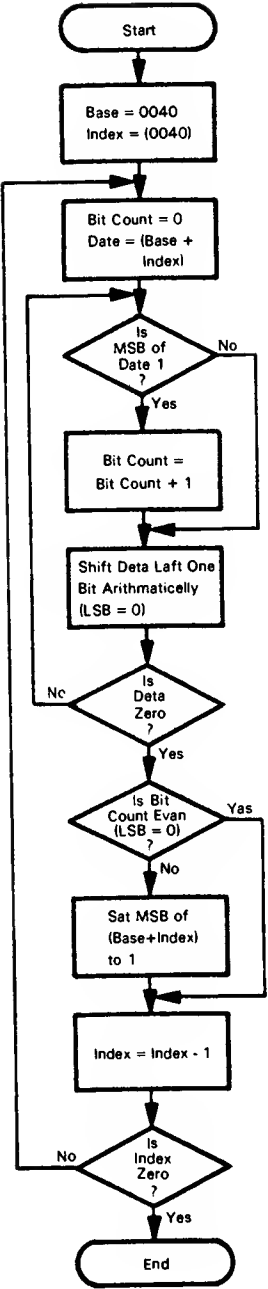 Start
Base = 0040
Index = (0040)
Bit Count = 0
Date = (Base +
Index)
Is
MSB of
Date 1
?
No
Yes
Bit Count =
Bit Count + 1
Shift Deta Laft One
Bit Arithmatically
(LSB = 0)
Is
Deta
Zero
?
No
Yes
Is Bit
Count Evan
(LSB = 0)
?
Yas
No
Sat MSB of
(Base+Index)
to 1
Index = Index - 1
Is
Index
Zero
?
No
Yes
End